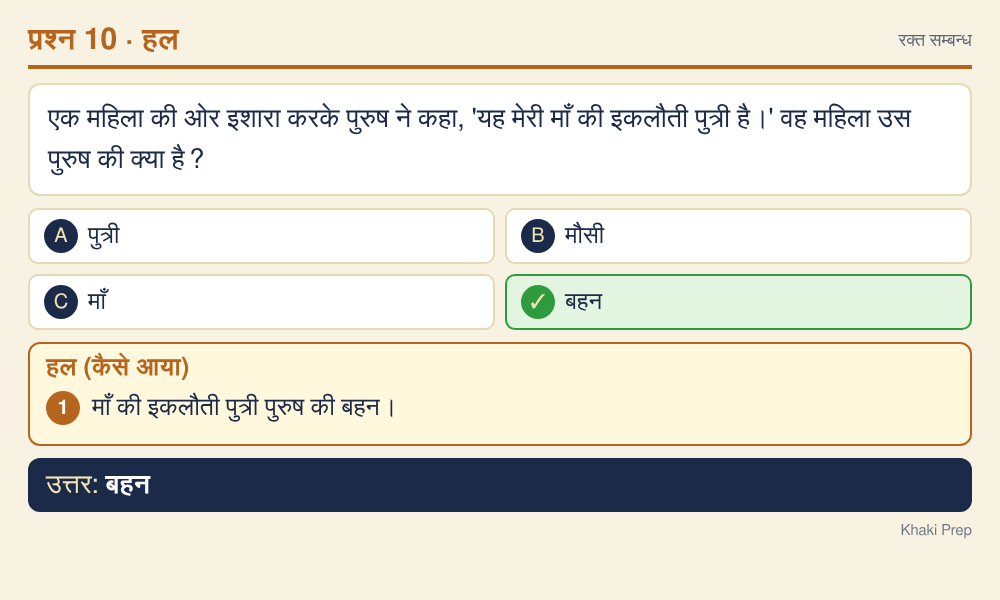 प्रश्न 10 · हल
रक्त सम्बन्ध
एक महिला की ओर इशारा करके पुरुष ने कहा, 'यह मेरी माँ की इकलौती पुत्री है।' वह महिला उस
पुरुष की क्या है ?
A पुत्री
B मौसी
C माँ
✓ बहन
हल (कैसे आया)
1 माँ की इकलौती पुत्री पुरुष की बहन।
उत्तर: बहन
Khaki Prep